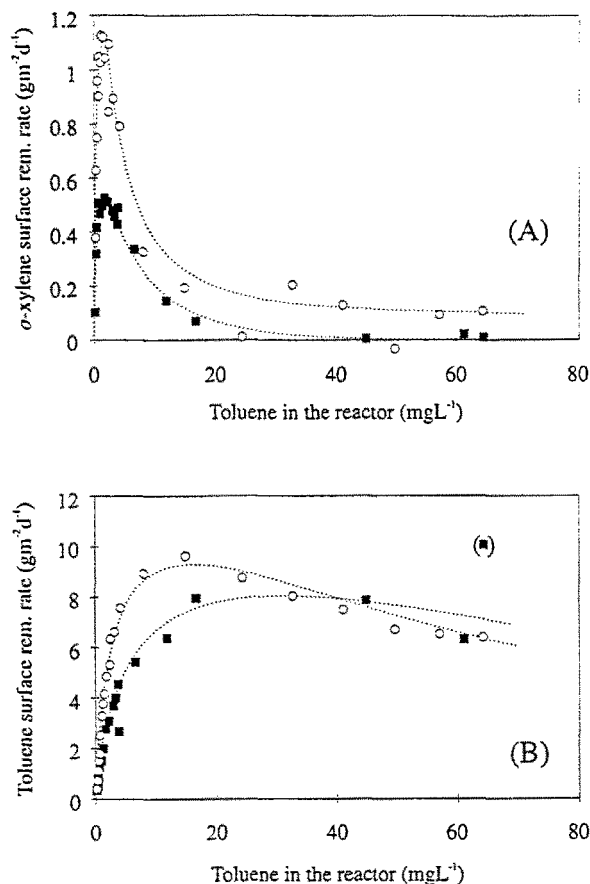 1.2
1
0.8
0.6
0.4
0.2
0
0 20 40 60 80
o-xylene surface rem. rate (gm⁻²d⁻¹)
(A)
Toluene in the reactor (mgL⁻¹)
12
10
8
6
4
2
0
0 20 40 60 80
Toluene surface rem. rate (gm⁻²d⁻¹)
( )
(B)
Toluene in the reactor (mgL⁻¹)